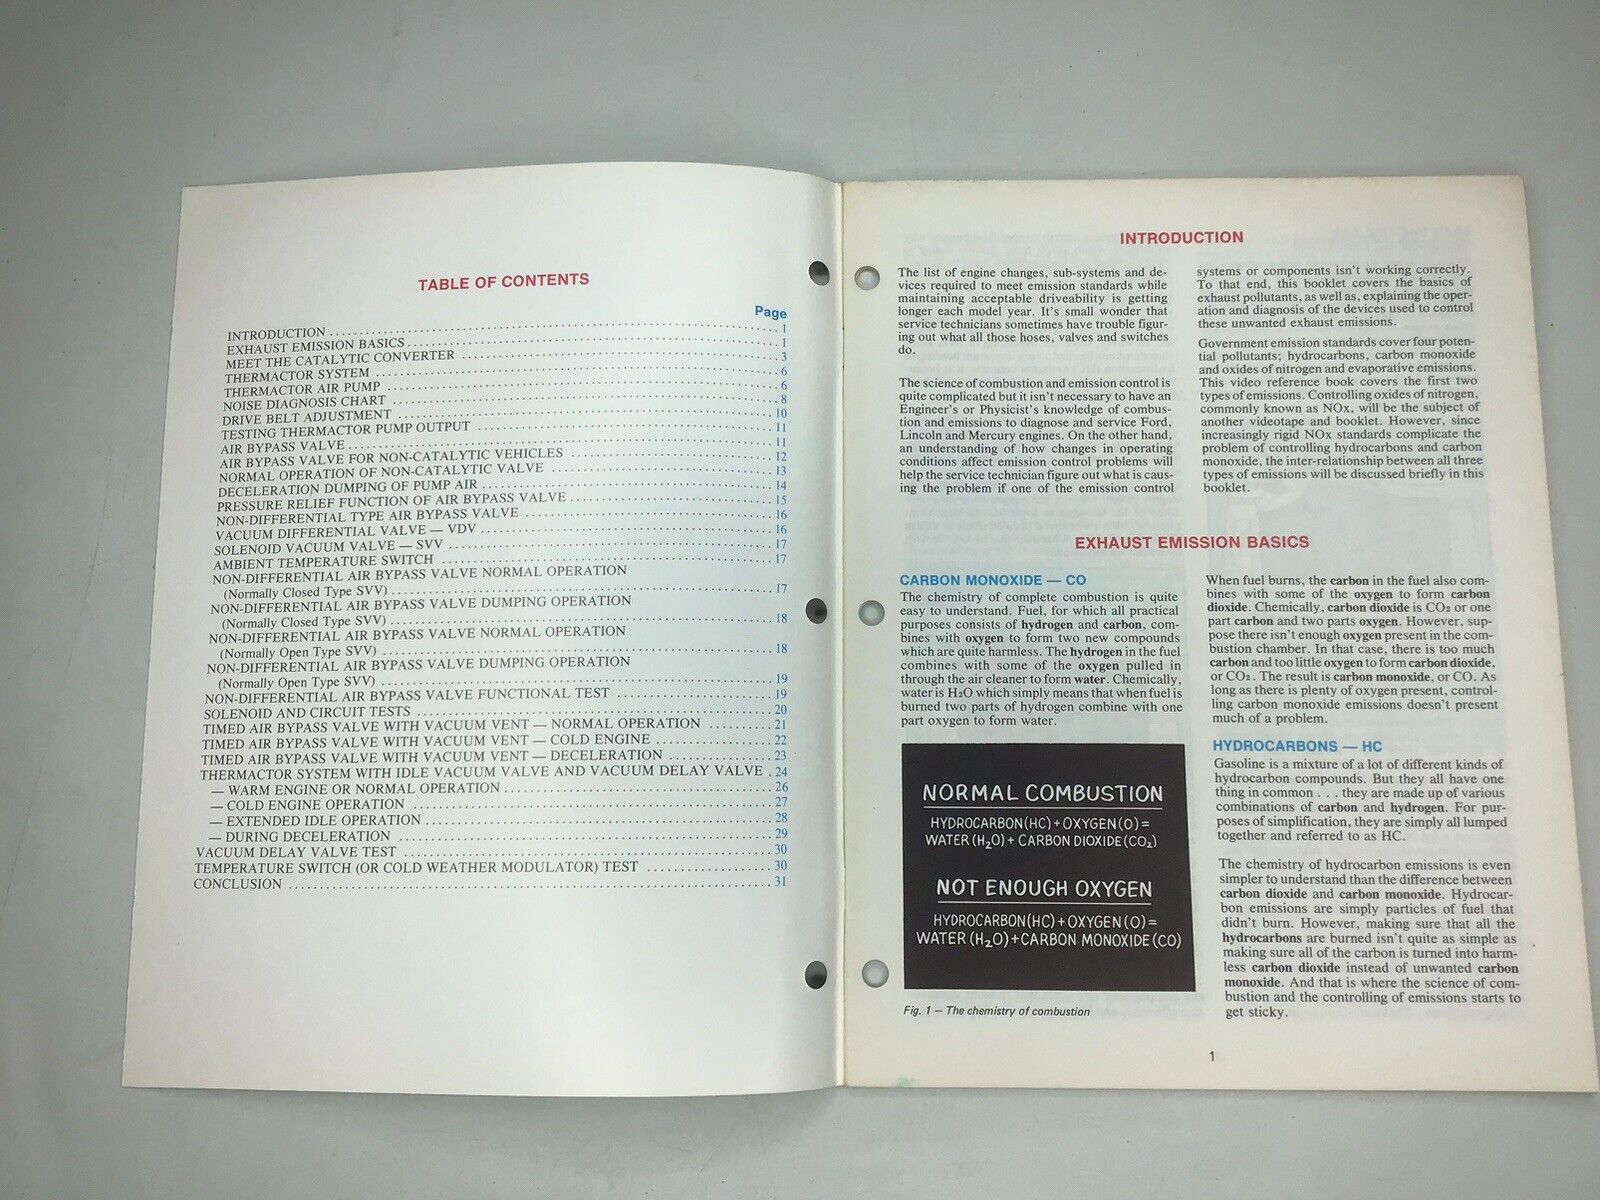 TABLE OF CONTENTS
Page
INTRODUCTION 1
EXHAUST EMISSION BASICS 1
MEET THE CATALYTIC CONVERTER 3
THERMACTOR SYSTEM 6
THERMACTOR AIR PUMP 6
NOISE DIAGNOSIS CHART 8
DRIVE BELT ADJUSTMENT 10
TESTING THERMACTOR PUMP OUTPUT 11
AIR BYPASS VALVE 11
AIR BYPASS VALVE FOR NON-CATALYTIC VEHICLES 12
NORMAL OPERATION OF NON-CATALYTIC VALVE 13
DECELERATION DUMPING OF PUMP AIR 14
PRESSURE RELIEF FUNCTION OF AIR BYPASS VALVE 15
NON-DIFFERENTIAL TYPE AIR BYPASS VALVE 16
VACUUM DIFFERENTIAL VALVE — VDV 16
SOLENOID VACUUM VALVE — SVV 17
AMBIENT TEMPERATURE SWITCH 17
NON-DIFFERENTIAL AIR BYPASS VALVE NORMAL OPERATION
(Normally Closed Type SVV) 17
NON-DIFFERENTIAL AIR BYPASS VALVE DUMPING OPERATION
(Normally Closed Type SVV) 18
NON-DIFFERENTIAL AIR BYPASS VALVE NORMAL OPERATION
(Normally Open Type SVV) 18
NON-DIFFERENTIAL AIR BYPASS VALVE DUMPING OPERATION
(Normally Open Type SVV) 19
NON-DIFFERENTIAL AIR BYPASS VALVE FUNCTIONAL TEST 19
SOLENOID AND CIRCUIT TESTS 20
TIMED AIR BYPASS VALVE WITH VACUUM VENT — NORMAL OPERATION 21
TIMED AIR BYPASS VALVE WITH VACUUM VENT — COLD ENGINE 22
TIMED AIR BYPASS VALVE WITH VACUUM VENT — DECELERATION 23
THERMACTOR SYSTEM WITH IDLE VACUUM VALVE AND VACUUM DELAY VALVE . 24
— WARM ENGINE OR NORMAL OPERATION 26
— COLD ENGINE OPERATION 27
— EXTENDED IDLE OPERATION 28
— DURING DECELERATION 29
VACUUM DELAY VALVE TEST 30
TEMPERATURE SWITCH (OR COLD WEATHER MODULATOR) TEST 30
CONCLUSION 31
INTRODUCTION
The list of engine changes, sub-systems and de-
vices required to meet emission standards while
maintaining acceptable driveability is getting
longer each model year. It's small wonder that
service technicians sometimes have trouble figur-
ing out what all those hoses, valves and switches
do.
The science of combustion and emission control is
quite complicated but it isn't necessary to have an
Engineer's or Physicist's knowledge of combus-
tion and emissions to diagnose and service Ford,
Lincoln and Mercury engines. On the other hand,
an understanding of how changes in operating
conditions affect emission control problems will
help the service technician figure out what is caus-
ing the problem if one of the emission control
systems or components isn't working correctly.
To that end, this booklet covers the basics of
exhaust pollutants, as well as, explaining the oper-
ation and diagnosis of the devices used to control
these unwanted exhaust emissions.
Government emission standards cover four poten-
tial pollutants; hydrocarbons, carbon monoxide
and oxides of nitrogen and evaporative emissions.
This video reference book covers the first two
types of emissions. Controlling oxides of nitrogen,
commonly known as NOx, will be the subject of
another videotape and booklet. However, since
increasingly rigid NOx standards complicate the
problem of controlling hydrocarbons and carbon
monoxide, the inter-relationship between all three
types of emissions will be discussed briefly in this
booklet.
EXHAUST EMISSION BASICS
CARBON MONOXIDE — CO
The chemistry of complete combustion is quite
easy to understand. Fuel, for which all practical
purposes consists of hydrogen and carbon, com-
bines with oxygen to form two new compounds
which are quite harmless. The hydrogen in the fuel
combines with some of the oxygen pulled in
through the air cleaner to form water. Chemically,
water is H2O which simply means that when fuel is
burned two parts of hydrogen combine with one
part oxygen to form water.
NORMAL COMBUSTION
HYDROCARBON(HC)+OXYGEN(O)=
WATER(H2O)+CARBON DIOXIDE(CO2)
NOT ENOUGH OXYGEN
HYDROCARBON(HC)+OXYGEN(O)=
WATER(H2O)+CARBON MONOXIDE(CO)
Fig. 1 — The chemistry of combustion
When fuel burns, the carbon in the fuel also com-
bines with some of the oxygen to form carbon
dioxide. Chemically, carbon dioxide is CO2 or one
part carbon and two parts oxygen. However, sup-
pose there isn't enough oxygen present in the com-
bustion chamber. In that case, there is too much
carbon and too little oxygen to form carbon dioxide,
or CO2. The result is carbon monoxide, or CO. As
long as there is plenty of oxygen present, control-
ling carbon monoxide emissions doesn't present
much of a problem.
HYDROCARBONS — HC
Gasoline is a mixture of a lot of different kinds of
hydrocarbon compounds. But they all have one
thing in common . . . they are made up of various
combinations of carbon and hydrogen. For pur-
poses of simplification, they are simply all lumped
together and referred to as HC.
The chemistry of hydrocarbon emissions is even
simpler to understand than the difference between
carbon dioxide and carbon monoxide. Hydrocar-
bon emissions are simply particles of fuel that
didn't burn. However, making sure that all the
hydrocarbons are burned isn't quite as simple as
making sure all of the carbon is turned into harm-
less carbon dioxide instead of unwanted carbon
monoxide. And that is where the science of com-
bustion and the controlling of emissions starts to
get sticky.
1